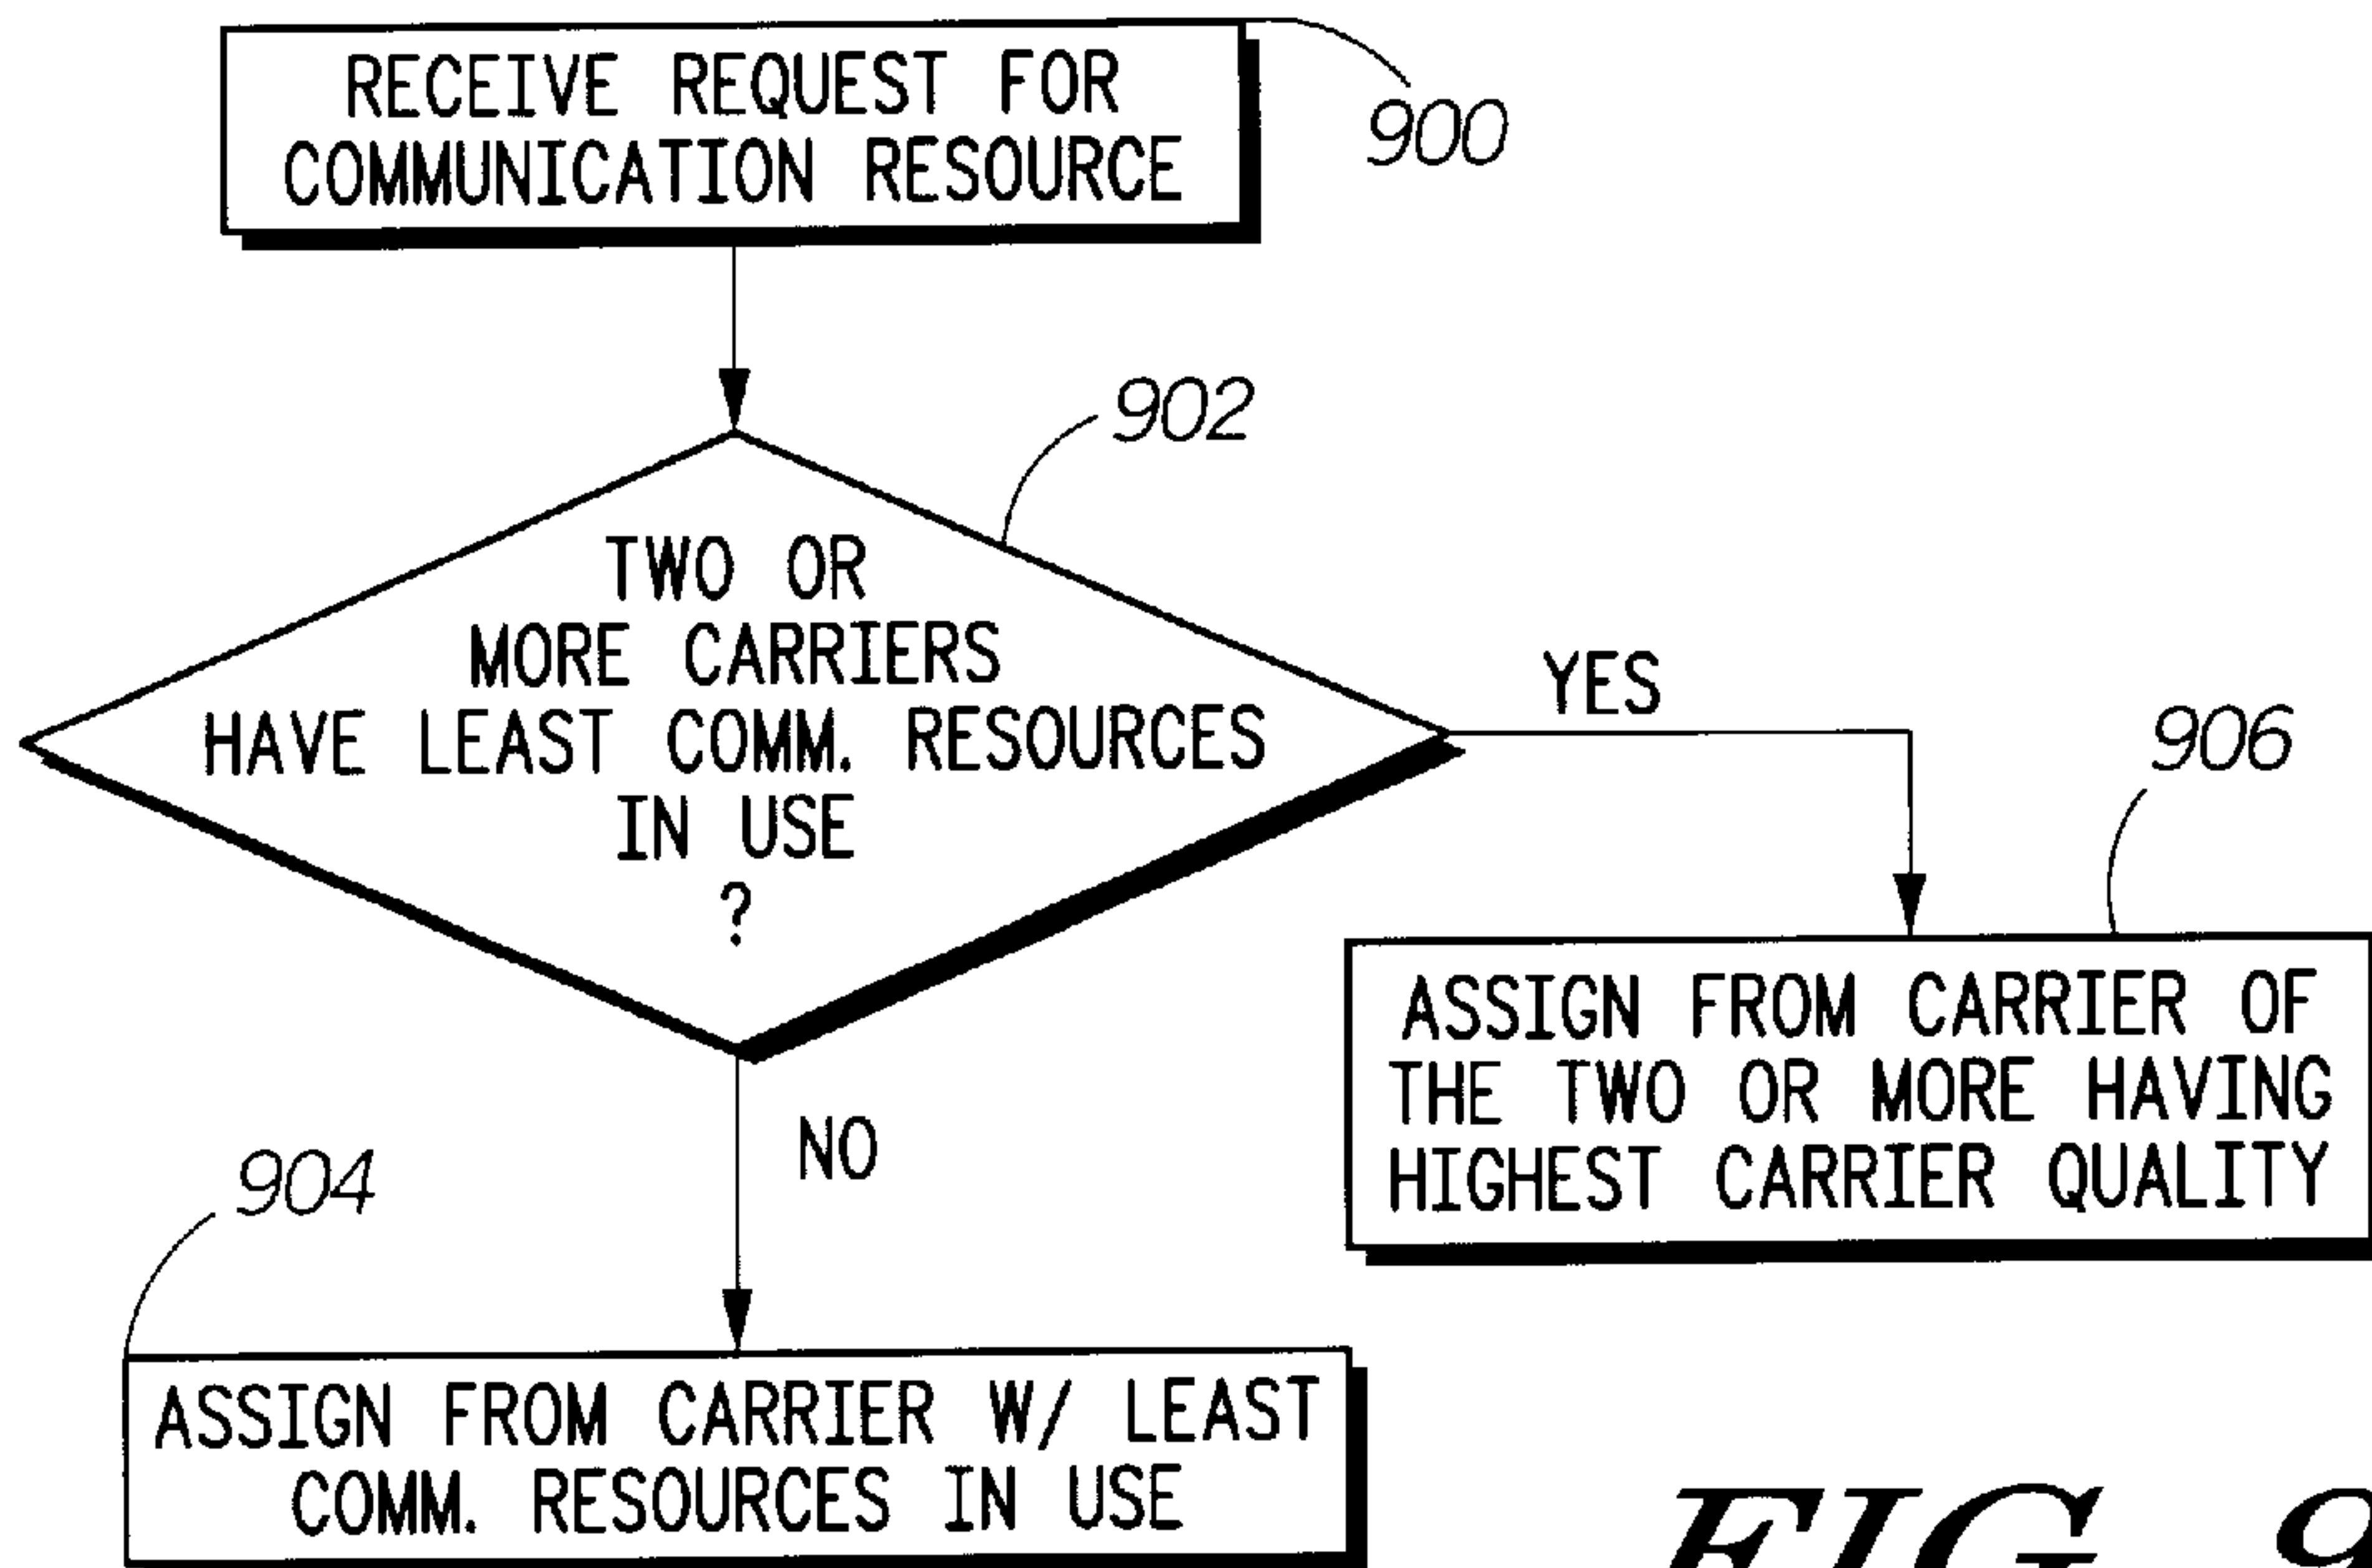 RECEIVE REQUEST FOR
COMMUNICATION RESOURCE
900
902
TWO OR
MORE CARRIERS
HAVE LEAST COMM. RESOURCES
IN USE
?
YES
906
ASSIGN FROM CARRIER OF
THE TWO OR MORE HAVING
HIGHEST CARRIER QUALITY
NO
904
ASSIGN FROM CARRIER W/ LEAST
COMM. RESOURCES IN USE
FIG. 9